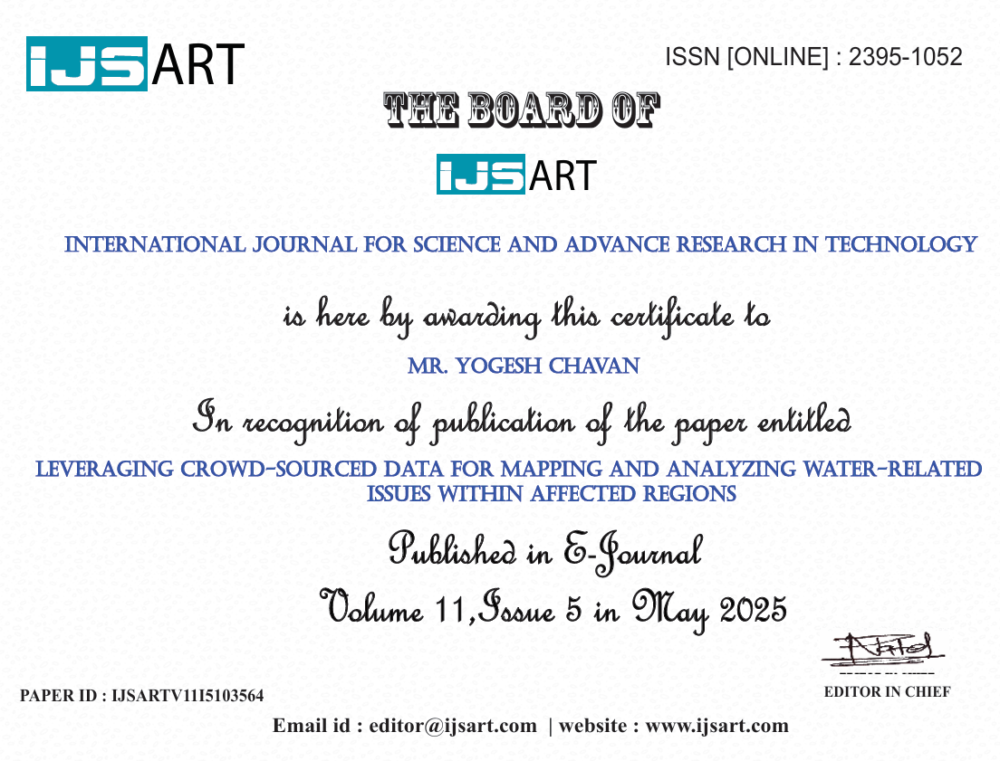 IJSART
ISSN [ONLINE] : 2395-1052
THE BOARD OF
IJSART
INTERNATIONAL JOURNAL FOR SCIENCE AND ADVANCE RESEARCH IN TECHNOLOGY
is here by awarding this certificate to
MR. YOGESH CHAVAN
In recognition of publication of the paper entitled
LEVERAGING CROWD-SOURCED DATA FOR MAPPING AND ANALYZING WATER-RELATED
ISSUES WITHIN AFFECTED REGIONS
Published in E-Journal
Volume 11,Issue 5 in May 2025
PAPER ID : IJSARTV11I5103564
EDITOR IN CHIEF
Email id : editor@ijsart.com | website : www.ijsart.com